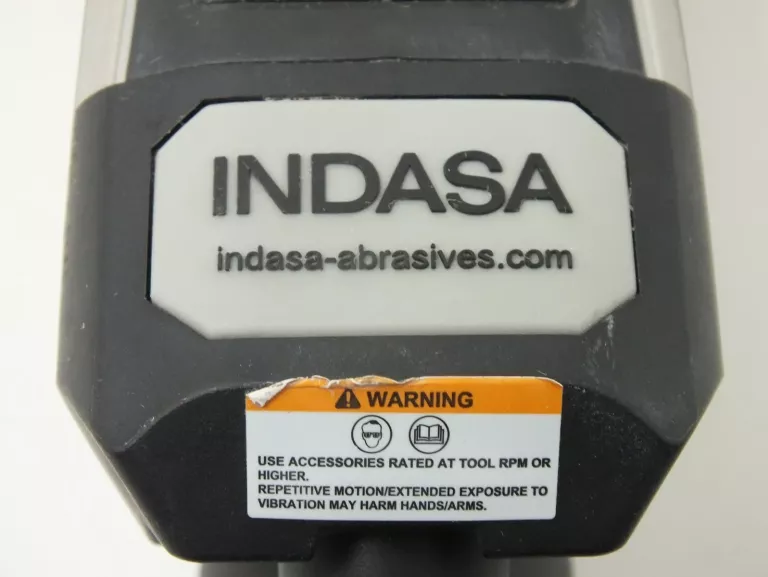 INDASA
indasa-abrasives.com
WARNING
USE ACCESSORIES RATED AT TOOL RPM OR
HIGHER.
REPETITIVE MOTION/EXTENDED EXPOSURE TO
VIBRATION MAY HARM HANDS/ARMS.